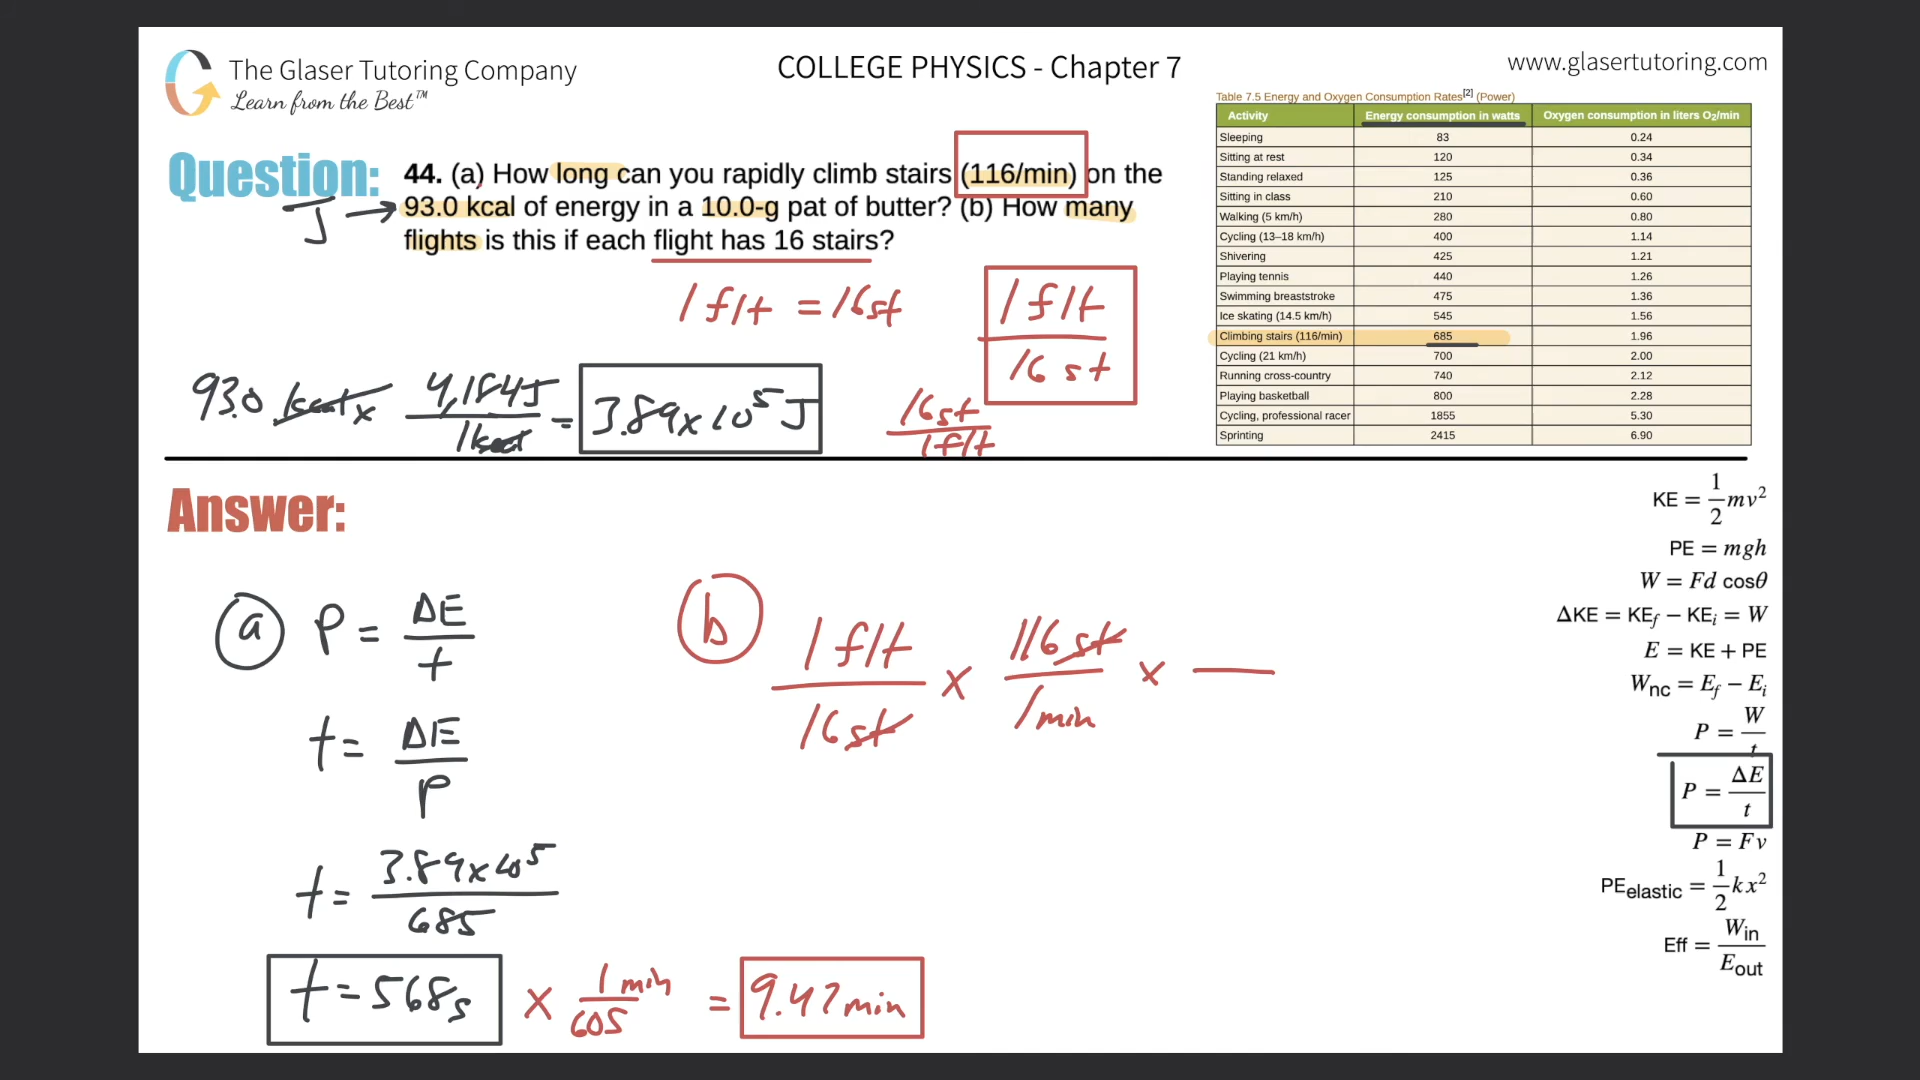 The Glaser Tutoring Company
Learn from the Best™
COLLEGE PHYSICS - Chapter 7
www.glasertutoring.com
Question:
44. (a) How long can you rapidly climb stairs (116/min) on the
93.0 kcal of energy in a 10.0-g pat of butter? (b) How many
flights is this if each flight has 16 stairs?
J →
1 flt = 16st
1 flt
16 st
16st
1flt
93.0 kcal x 4,184J / 1kcal = 3.89x10⁵ J
Table 7.5 Energy and Oxygen Consumption Rates[2] (Power)
Activity Energy consumption in watts Oxygen consumption in liters O2/min
Sleeping 83 0.24
Sitting at rest 120 0.34
Standing relaxed 125 0.36
Sitting in class 210 0.60
Walking (5 km/h) 280 0.80
Cycling (13–18 km/h) 400 1.14
Shivering 425 1.21
Playing tennis 440 1.26
Swimming breaststroke 475 1.36
Ice skating (14.5 km/h) 545 1.56
Climbing stairs (116/min) 685 1.96
Cycling (21 km/h) 700 2.00
Running cross-country 740 2.12
Playing basketball 800 2.28
Cycling, professional racer 1855 5.30
Sprinting 2415 6.90
Answer:
a P = ΔE / t
t = ΔE / P
t = 3.89x10⁵ / 685
t = 568s x 1 min / 60s = 9.47min
b 1 flt / 16st x 116 st / 1min x
KE = 1/2 mv²
PE = mgh
W = Fd cosθ
ΔKE = KEf − KEi = W
E = KE + PE
Wnc = Ef − Ei
P = W / t
P = ΔE / t
P = Fv
PEelastic = 1/2 kx²
Eff = Win / Eout